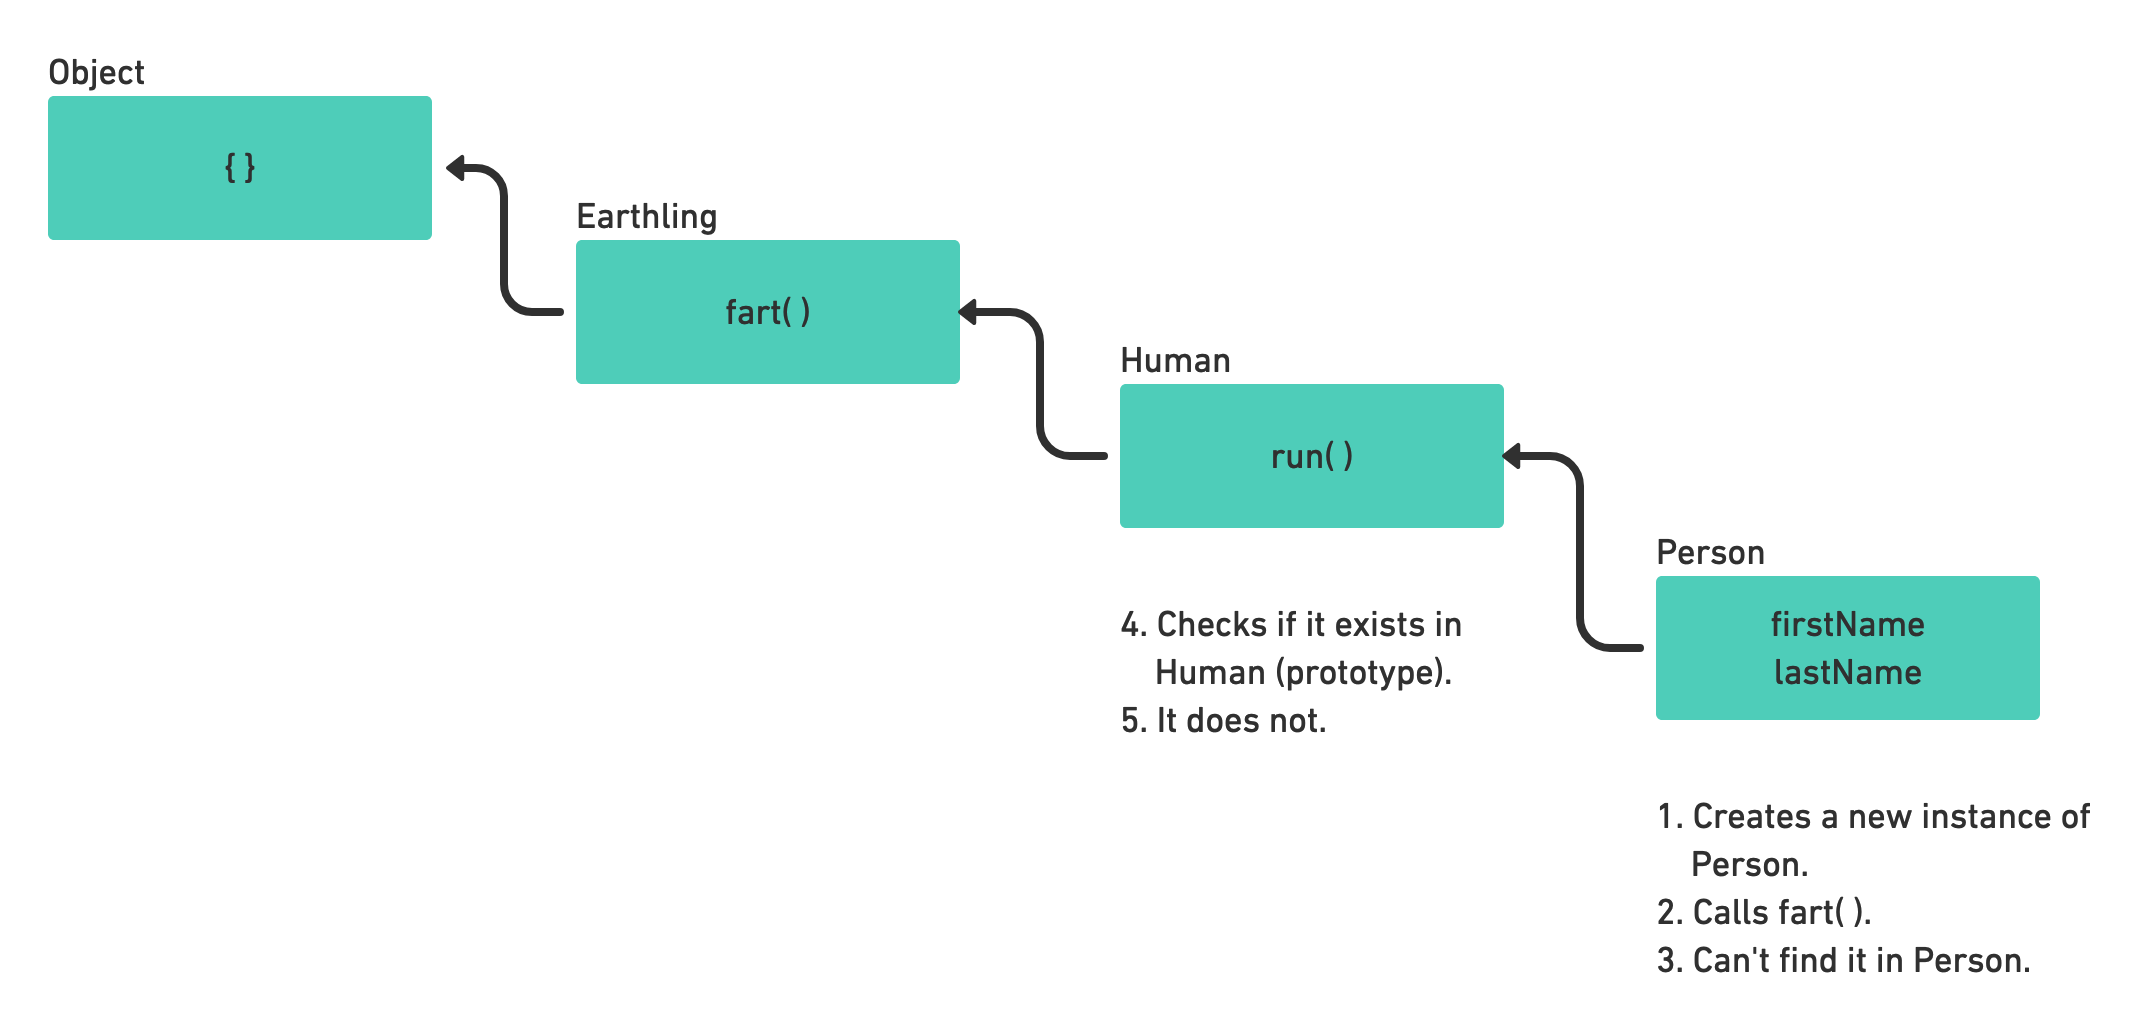 Object
{ }
Earthling
fart( )
Human
run( )
Person
firstName
lastName
4. Checks if it exists in
Human (prototype).
5. It does not.
1. Creates a new instance of
Person.
2. Calls fart( ).
3. Can't find it in Person.